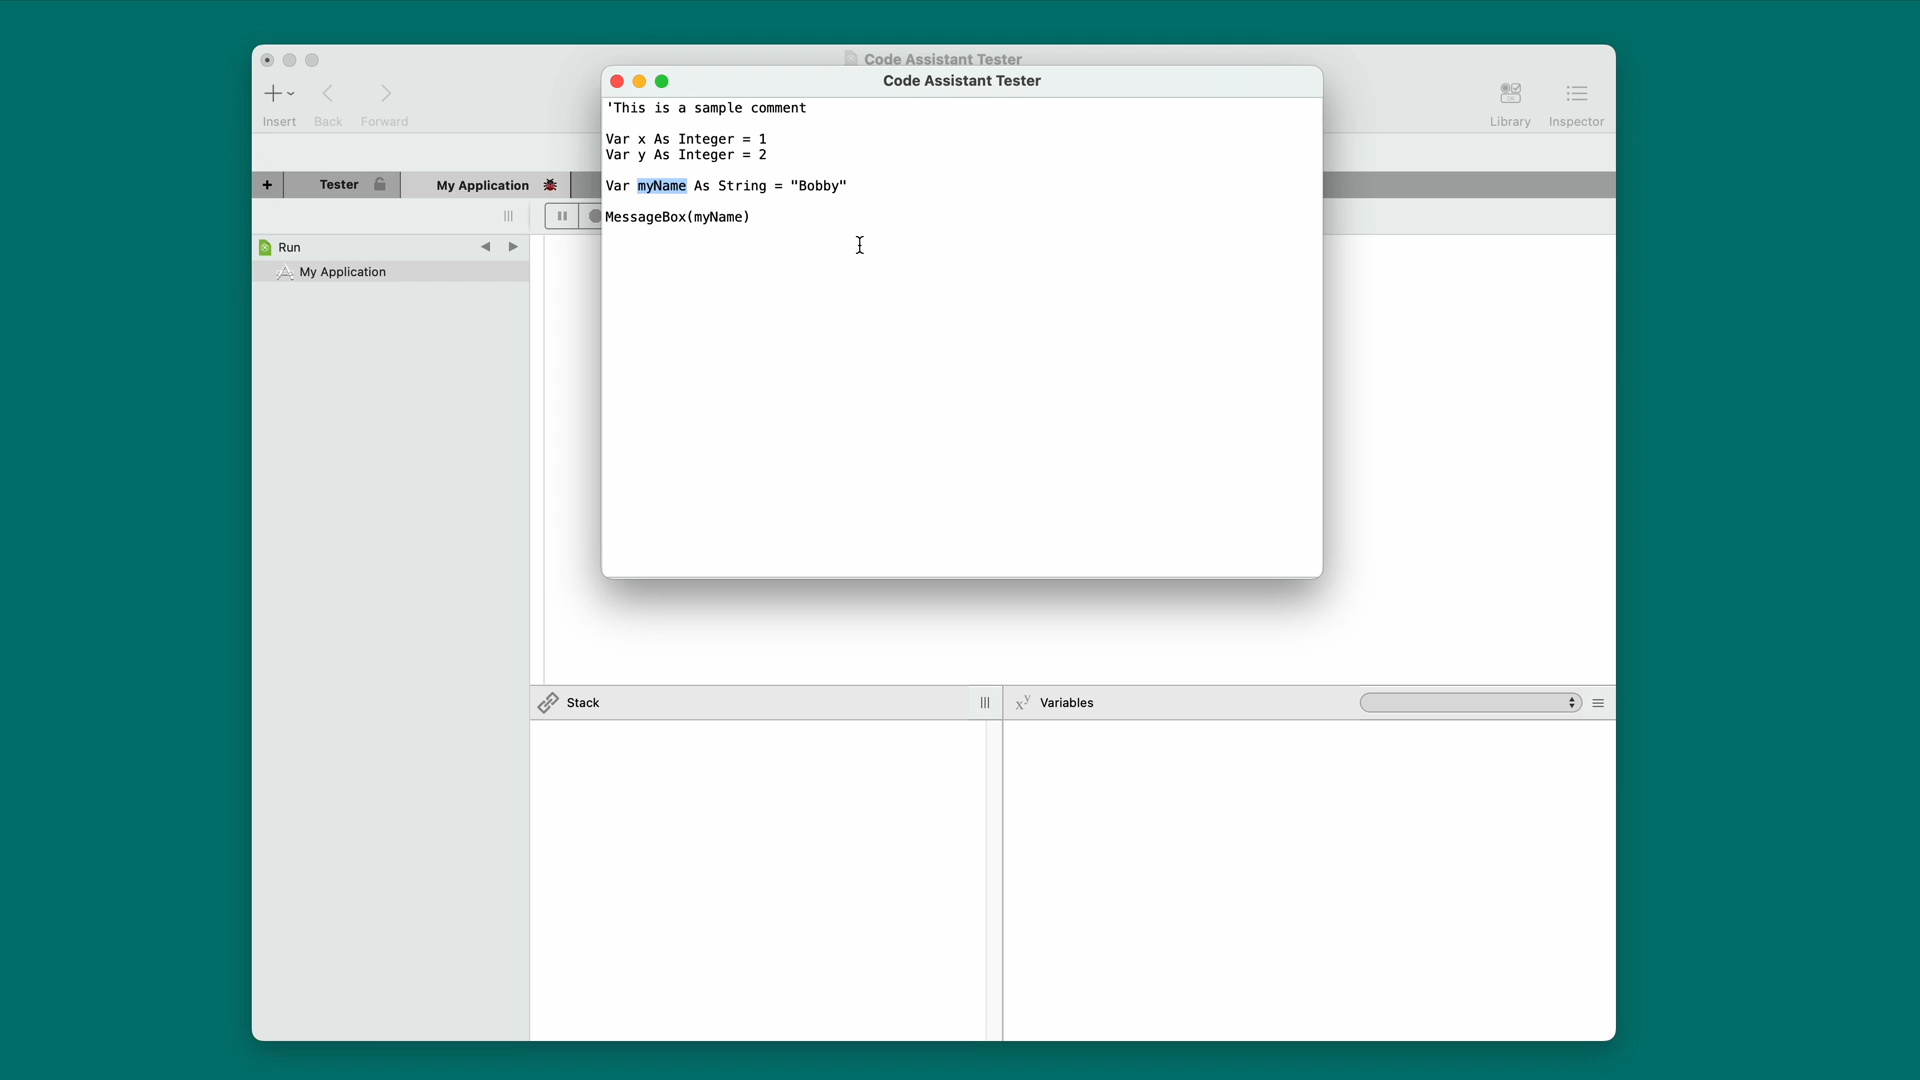 Code Assistant Tester
Code Assistant Tester
Insert
Back
Forward
Library
Inspector
'This is a sample comment
Var x As Integer = 1
Var y As Integer = 2
Var myName As String = "Bobby"
MessageBox(myName)
Tester
My Application
Run
My Application
Stack
Variables